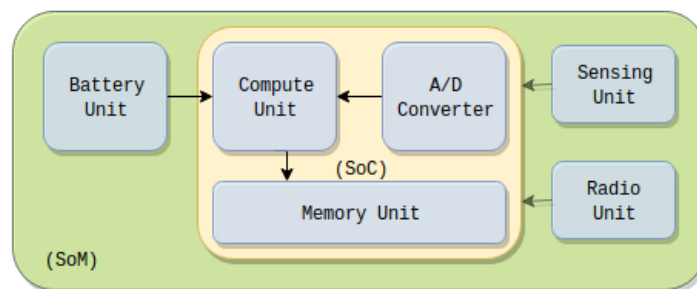 Battery
Unit
Compute
Unit
A/D
Converter
Sensing
Unit
(SoC)
Memory Unit
Radio
Unit
(SoM)